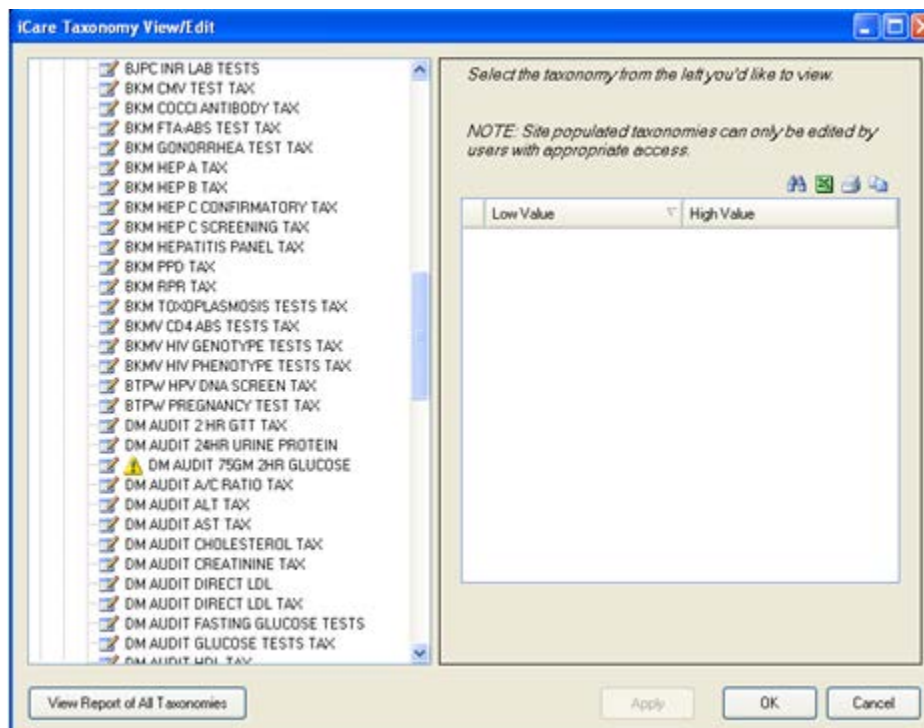 iCare Taxonomy View/Edit
BJPC INR LAB TESTS
BKM CMV TEST TAX
BKM COCCI ANTIBODY TAX
BKM FTA-ABS TEST TAX
BKM GONORRHEA TEST TAX
BKM HEP A TAX
BKM HEP B TAX
BKM HEP C CONFIRMATORY TAX
BKM HEP C SCREENING TAX
BKM HEPATITIS PANEL TAX
BKM PPD TAX
BKM RPR TAX
BKM TOXOPLASMOSIS TESTS TAX
BKMV CD4 ABS TESTS TAX
BKMV HIV GENOTYPE TESTS TAX
BKMV HIV PHENOTYPE TESTS TAX
BTPW HPV DNA SCREEN TAX
BTPW PREGNANCY TEST TAX
DM AUDIT 2 HR GTT TAX
DM AUDIT 24HR URINE PROTEIN
DM AUDIT 75GM 2HR GLUCOSE
DM AUDIT A/C RATIO TAX
DM AUDIT ALT TAX
DM AUDIT AST TAX
DM AUDIT CHOLESTEROL TAX
DM AUDIT CREATININE TAX
DM AUDIT DIRECT LDL
DM AUDIT DIRECT LDL TAX
DM AUDIT FASTING GLUCOSE TESTS
DM AUDIT GLUCOSE TESTS TAX
DM AUDIT HDL TAX
Select the taxonomy from the left you'd like to view.
NOTE: Site populated taxonomies can only be edited by
users with appropriate access.
Low Value High Value
View Report of All Taxonomies Apply OK Cancel